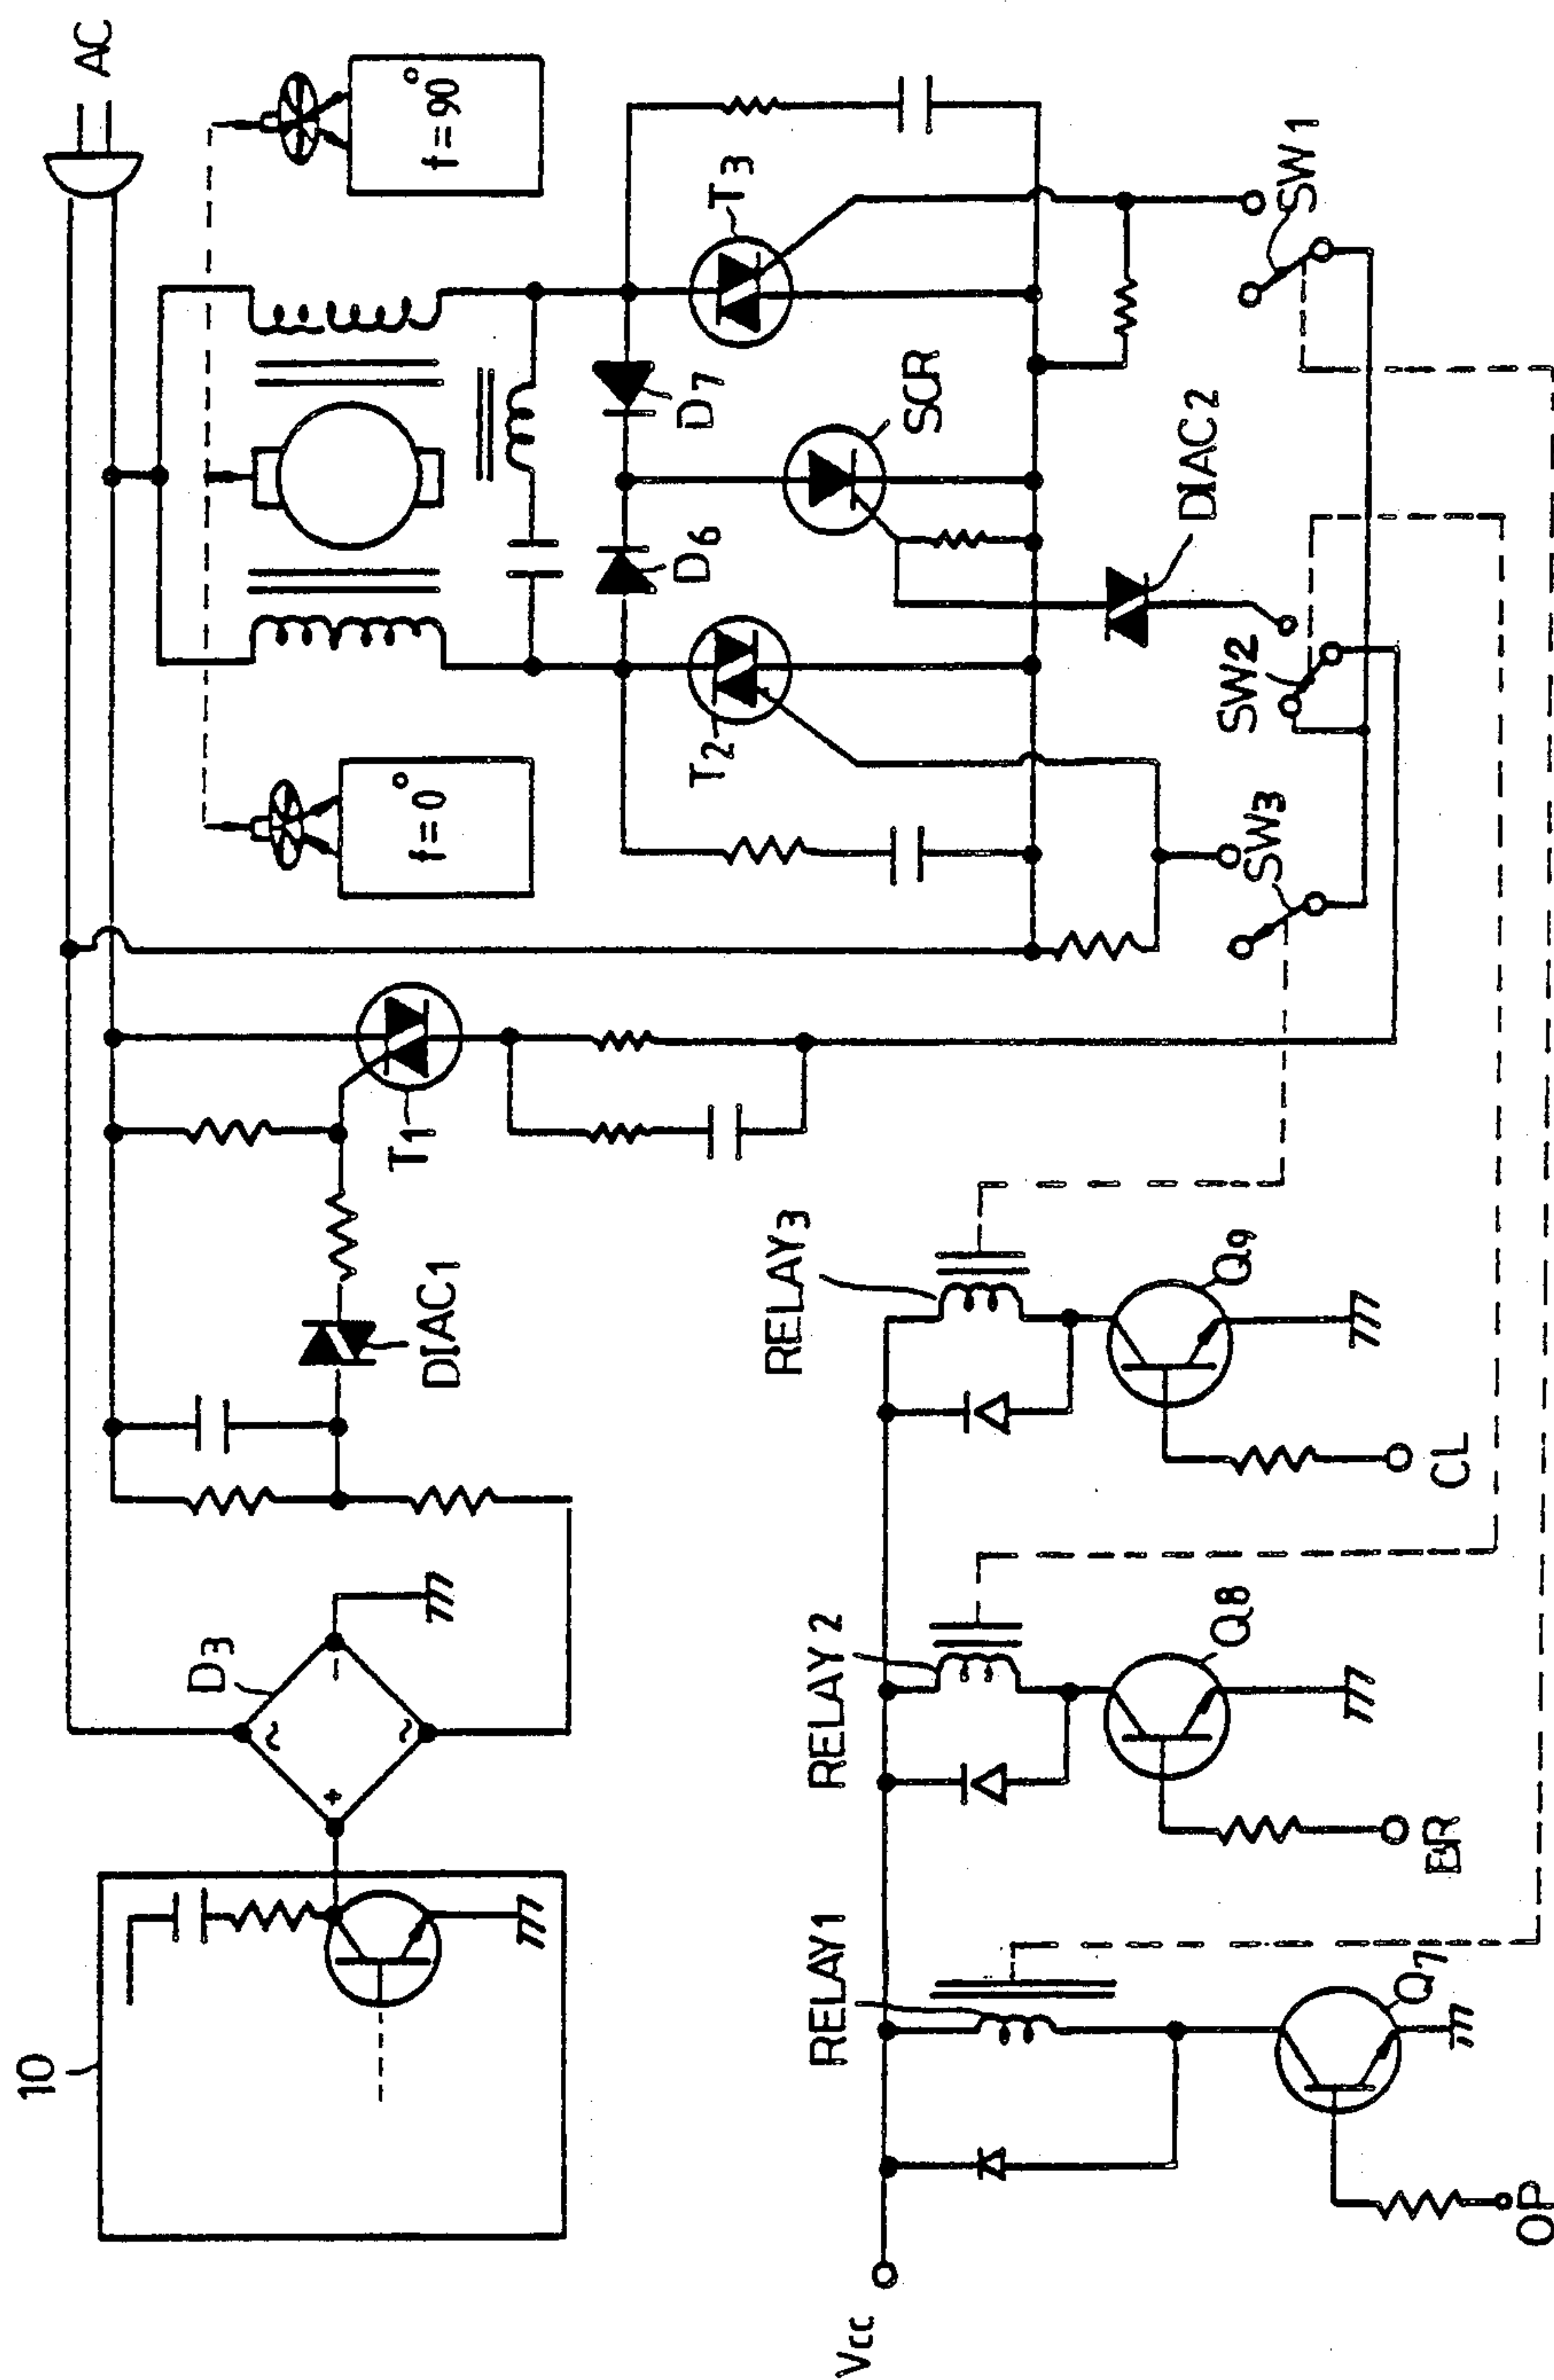 AC
f=90°
f=0°
T3
D7
SCR
D6
T2
DIAC2
SW1
SW2
SW3
T1
DIAC1
D3
~
~
+
−
10
RELAY3
Q9
CL
RELAY2
Q8
BR
RELAY1
Q7
OP
Vcc